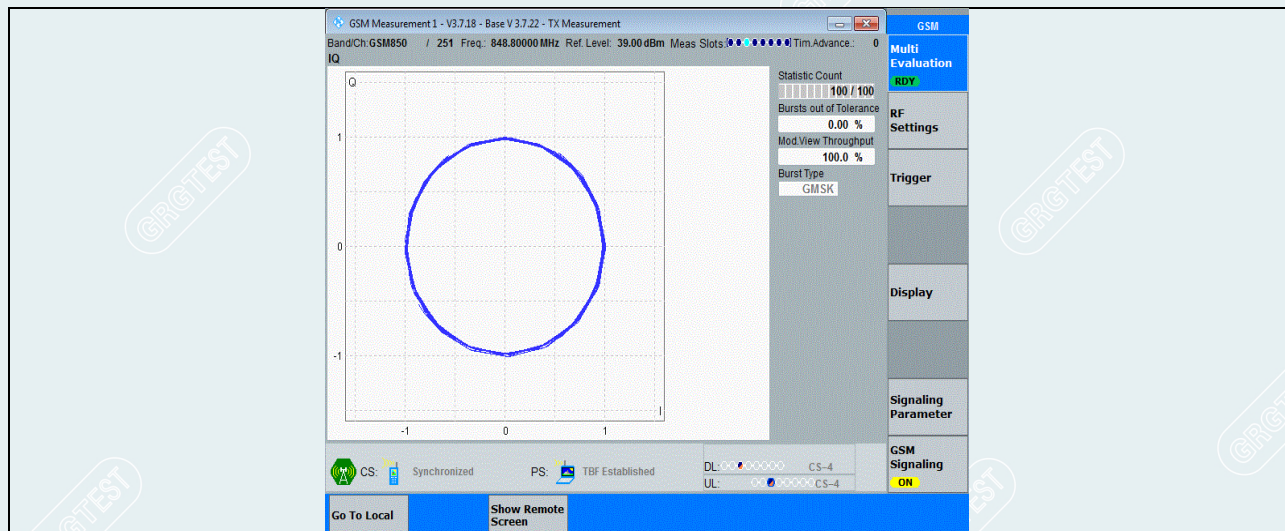 GSM Measurement 1 - V3.7.18 - Base V 3.7.22 - TX Measurement
GSM
Band/Ch:GSM850 / 251 Freq.: 848.80000 MHz Ref. Level: 39.00 dBm Meas Slots: Tim.Advance.: 0
IQ
Multi
Evaluation
RDY
RF
Settings
Trigger
Display
Signaling
Parameter
GSM
Signaling
ON
Statistic Count
100 / 100
Bursts out of Tolerance
0.00 %
Mod.View Throughput
100.0 %
Burst Type
GMSK
Q
1
0
-1
I
-1 0 1
CS: Synchronized PS: TBF Established
DL: CS-4
UL: CS-4
Go To Local
Show Remote
Screen
GRGTEST
GRGTEST
GRGTEST